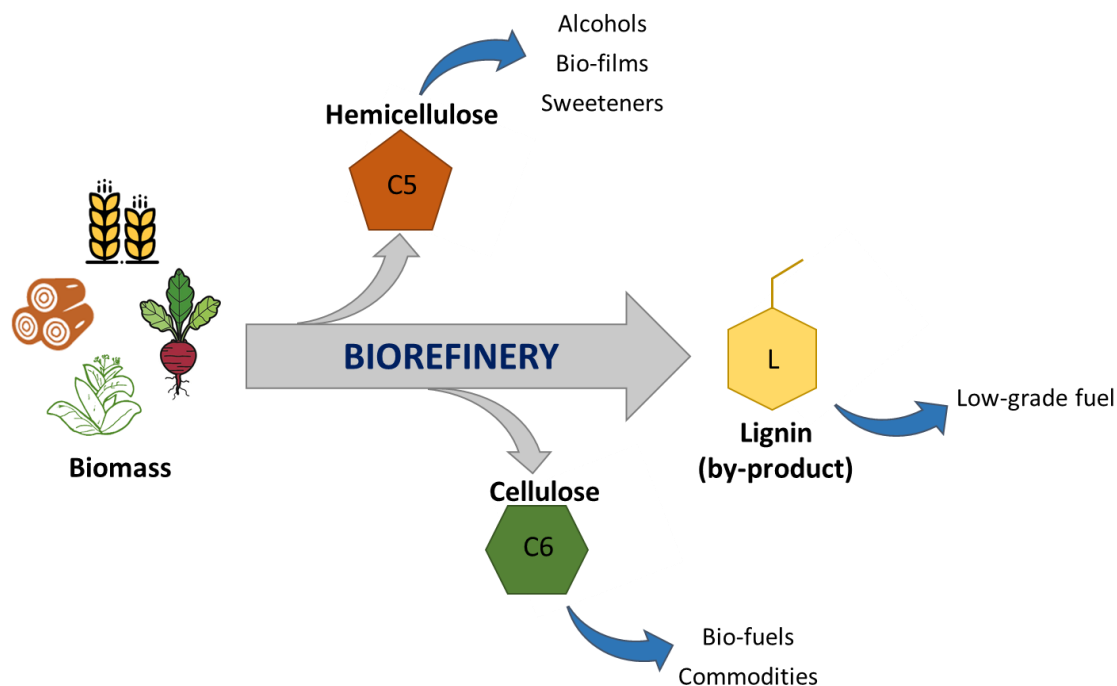 Alcohols
Bio-films
Sweeteners
Hemicellulose
C5
BIOREFINERY
Biomass
L
Lignin
(by-product)
Low-grade fuel
Cellulose
C6
Bio-fuels
Commodities